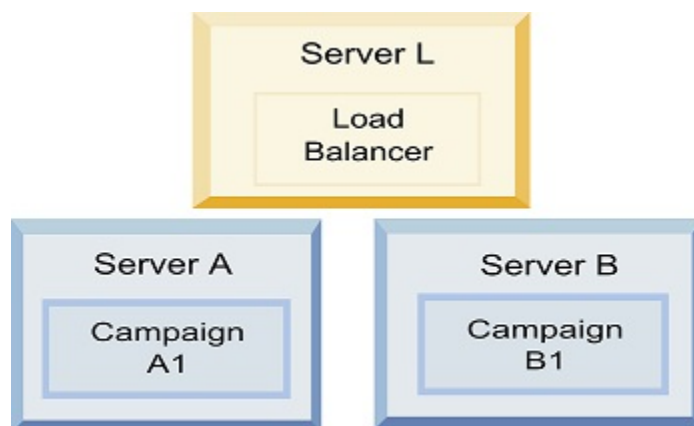 Server L
Load
Balancer
Server A
Campaign
A1
Server B
Campaign
B1